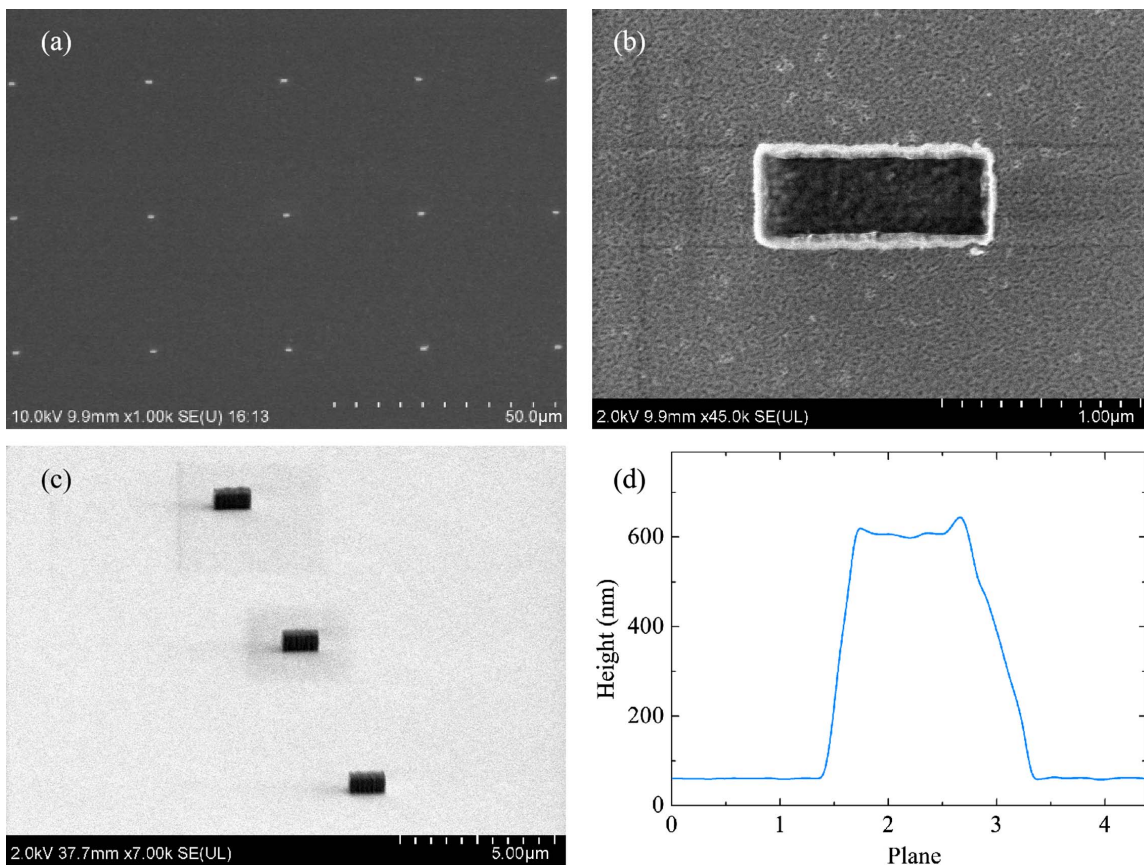 (a)
10.0kV 9.9mm x1.00k SE(U) 16:13
50.0μm
(b)
2.0kV 9.9mm x45.0k SE(UL)
1.00μm
(c)
2.0kV 37.7mm x7.00k SE(UL)
5.00μm
(d)
Height (nm)
600
400
200
0
0 1 2 3 4
Plane